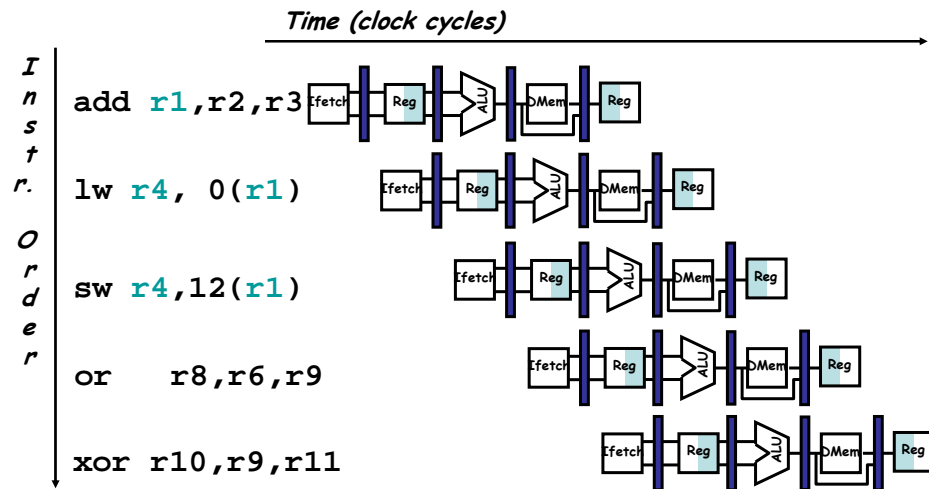 Time (clock cycles)
Instr. Order
add r1,r2,r3 Ifetch Reg ALU DMem Reg
lw r4, 0(r1) Ifetch Reg ALU DMem Reg
sw r4,12(r1) Ifetch Reg ALU DMem Reg
or r8,r6,r9 Ifetch Reg ALU DMem Reg
xor r10,r9,r11 Ifetch Reg ALU DMem Reg